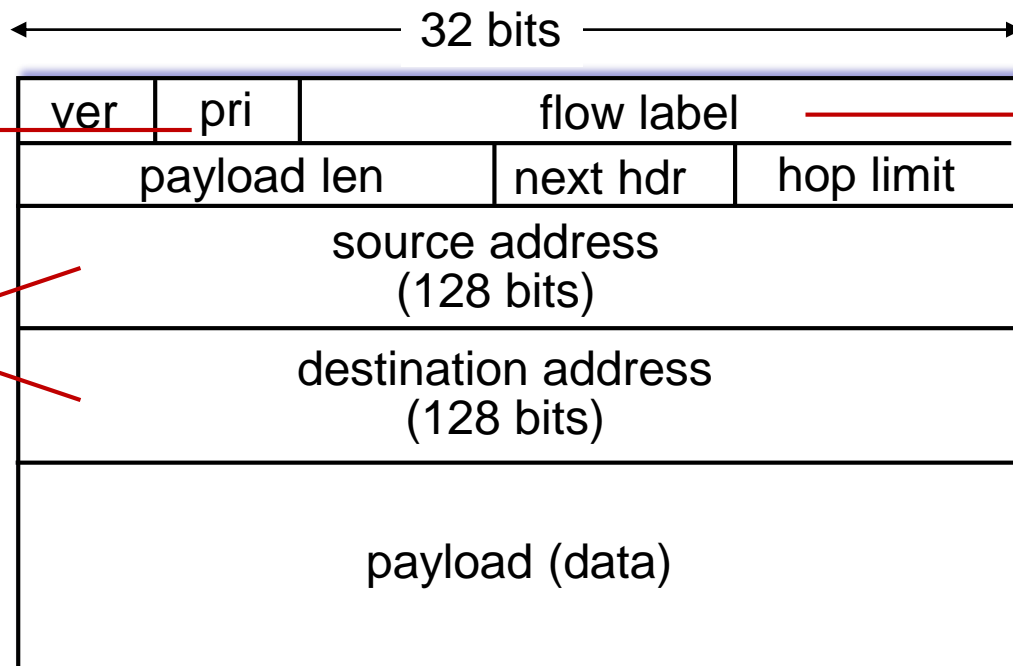 32 bits
ver pri flow label
payload len next hdr hop limit
source address
(128 bits)
destination address
(128 bits)
payload (data)